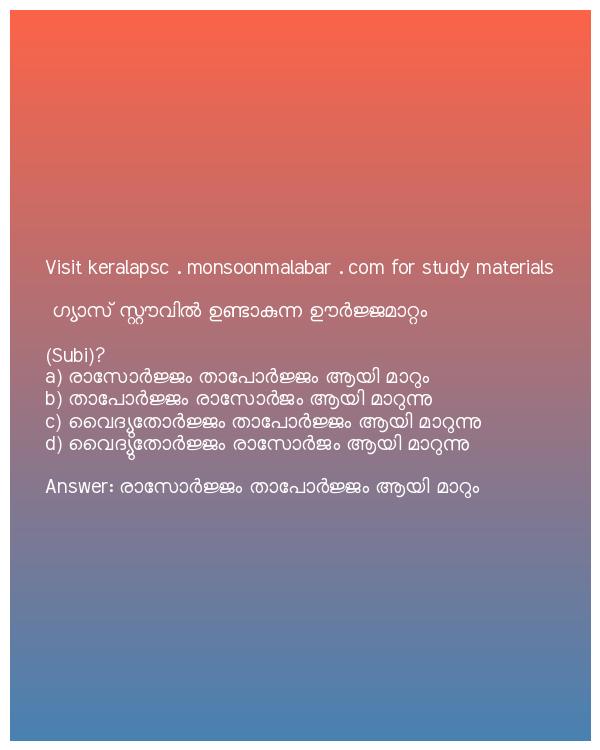 Visit keralapsc . monsoonmalabar . com for study materials
ഗ്യാസ് സ്റ്റൗവിൽ ഉണ്ടാകുന്ന ഊർജ്ജമാറ്റം
(Subi)?
a) രാസോർജ്ജം താപോർജ്ജം ആയി മാറും
b) താപോർജ്ജം രാസോർജം ആയി മാറുന്നു
c) വൈദ്യുതോർജ്ജം താപോർജ്ജം ആയി മാറുന്നു
d) വൈദ്യുതോർജ്ജം രാസോർജം ആയി മാറുന്നു
Answer: രാസോർജ്ജം താപോർജ്ജം ആയി മാറും